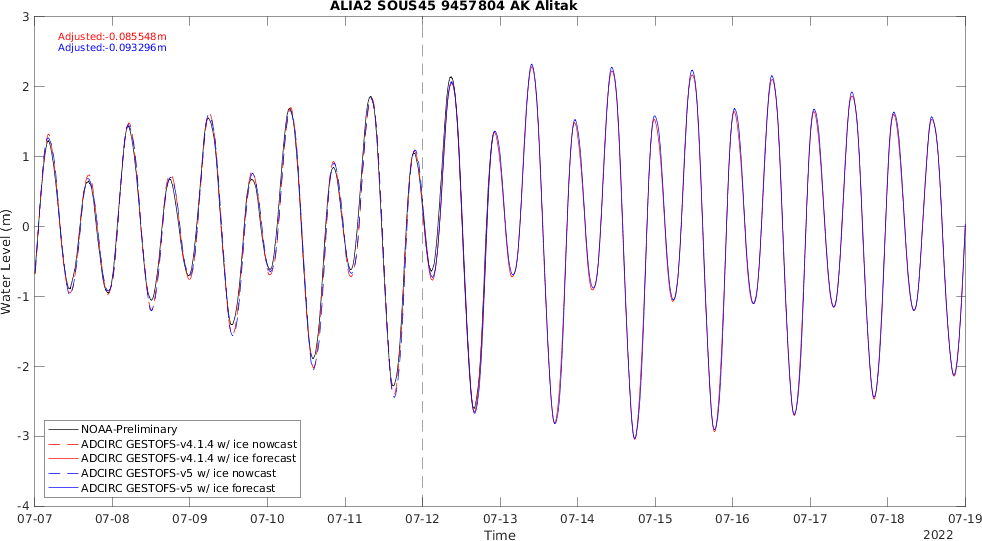 ALIA2 SOUS45 9457804 AK Alitak
Adjusted:-0.085548m
Adjusted:-0.093296m
3
2
1
0
-1
-2
-3
-4
Water Level (m)
NOAA-Preliminary
ADCIRC GESTOFS-v4.1.4 w/ ice nowcast
ADCIRC GESTOFS-v4.1.4 w/ ice forecast
ADCIRC GESTOFS-v5 w/ ice nowcast
ADCIRC GESTOFS-v5 w/ ice forecast
07-07 07-08 07-09 07-10 07-11 07-12 07-13 07-14 07-15 07-16 07-17 07-18 07-19
Time
2022